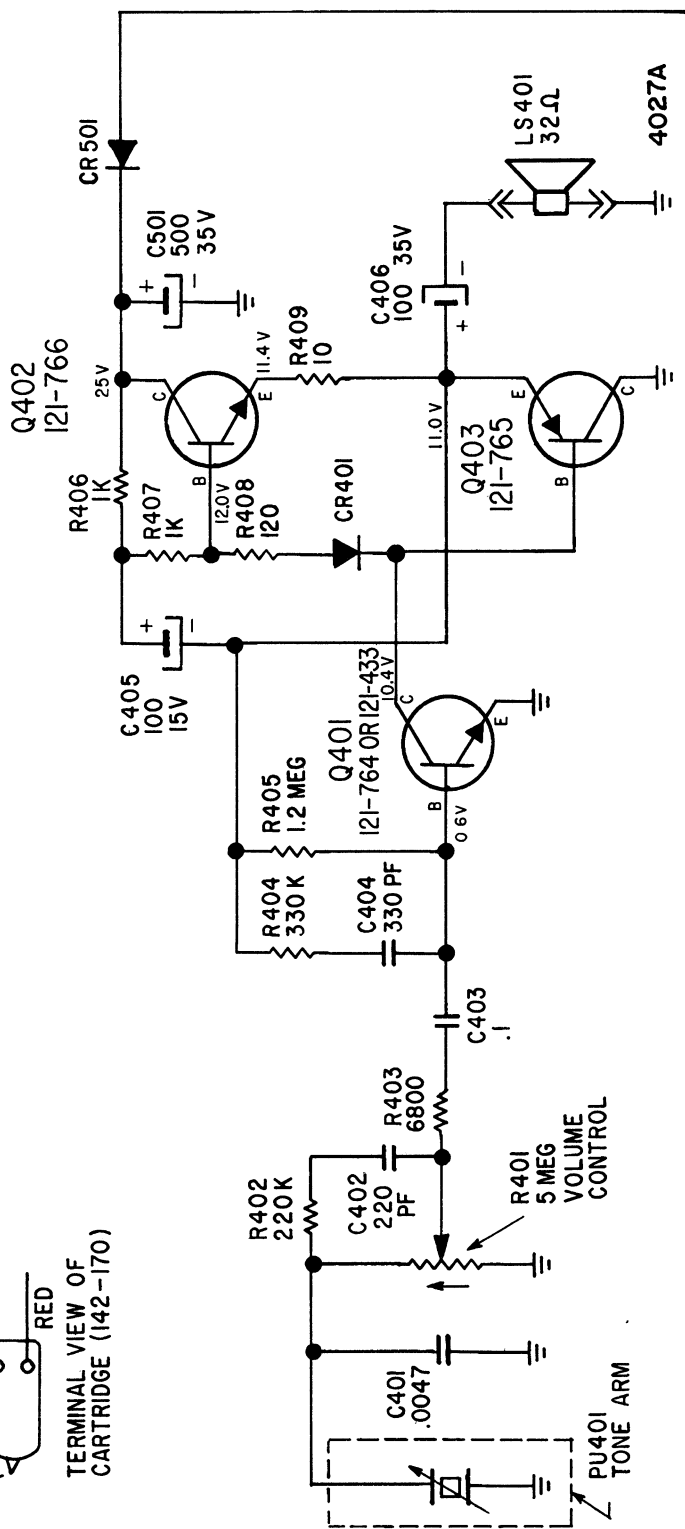 CR501
C501
500
35V
+
-
Q402
121-766
25V
C
B
E
12.0V
11.4V
R409
10
R406
1K
R407
1K
R408
120
CR401
C406
100
35V
+
-
LS401
32Ω
4027A
11.0V
E
B
C
Q403
121-765
C405
100
15V
+
-
Q401
121-764 OR 121-433
10.4V
C
B
E
0.6V
R405
1.2 MEG
R404
330K
C404
330 PF
C403
.1
R403
6800
R402
220K
C402
220
PF
R401
5 MEG
VOLUME
CONTROL
C401
.0047
PU401
TONE ARM
RED
TERMINAL VIEW OF
CARTRIDGE (142-170)